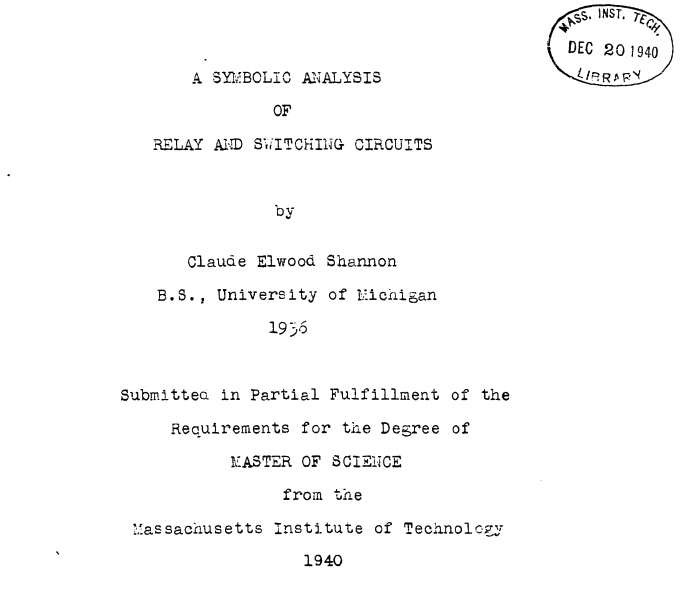 MASS. INST. TECH.
DEC 20 1940
LIBRARY
A SYMBOLIC ANALYSIS
OF
RELAY AND SWITCHING CIRCUITS
by
Claude Elwood Shannon
B.S., University of Michigan
1936
Submitted in Partial Fulfillment of the
Requirements for the Degree of
MASTER OF SCIENCE
from the
Massachusetts Institute of Technology
1940